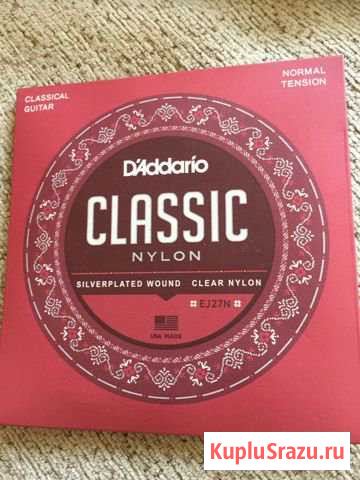 CLASSICAL
GUITAR
NORMAL
TENSION
D'Addario
CLASSIC
NYLON
SILVERPLATED WOUND CLEAR NYLON
EJ27N
USA MADE
KupluSrazu.ru